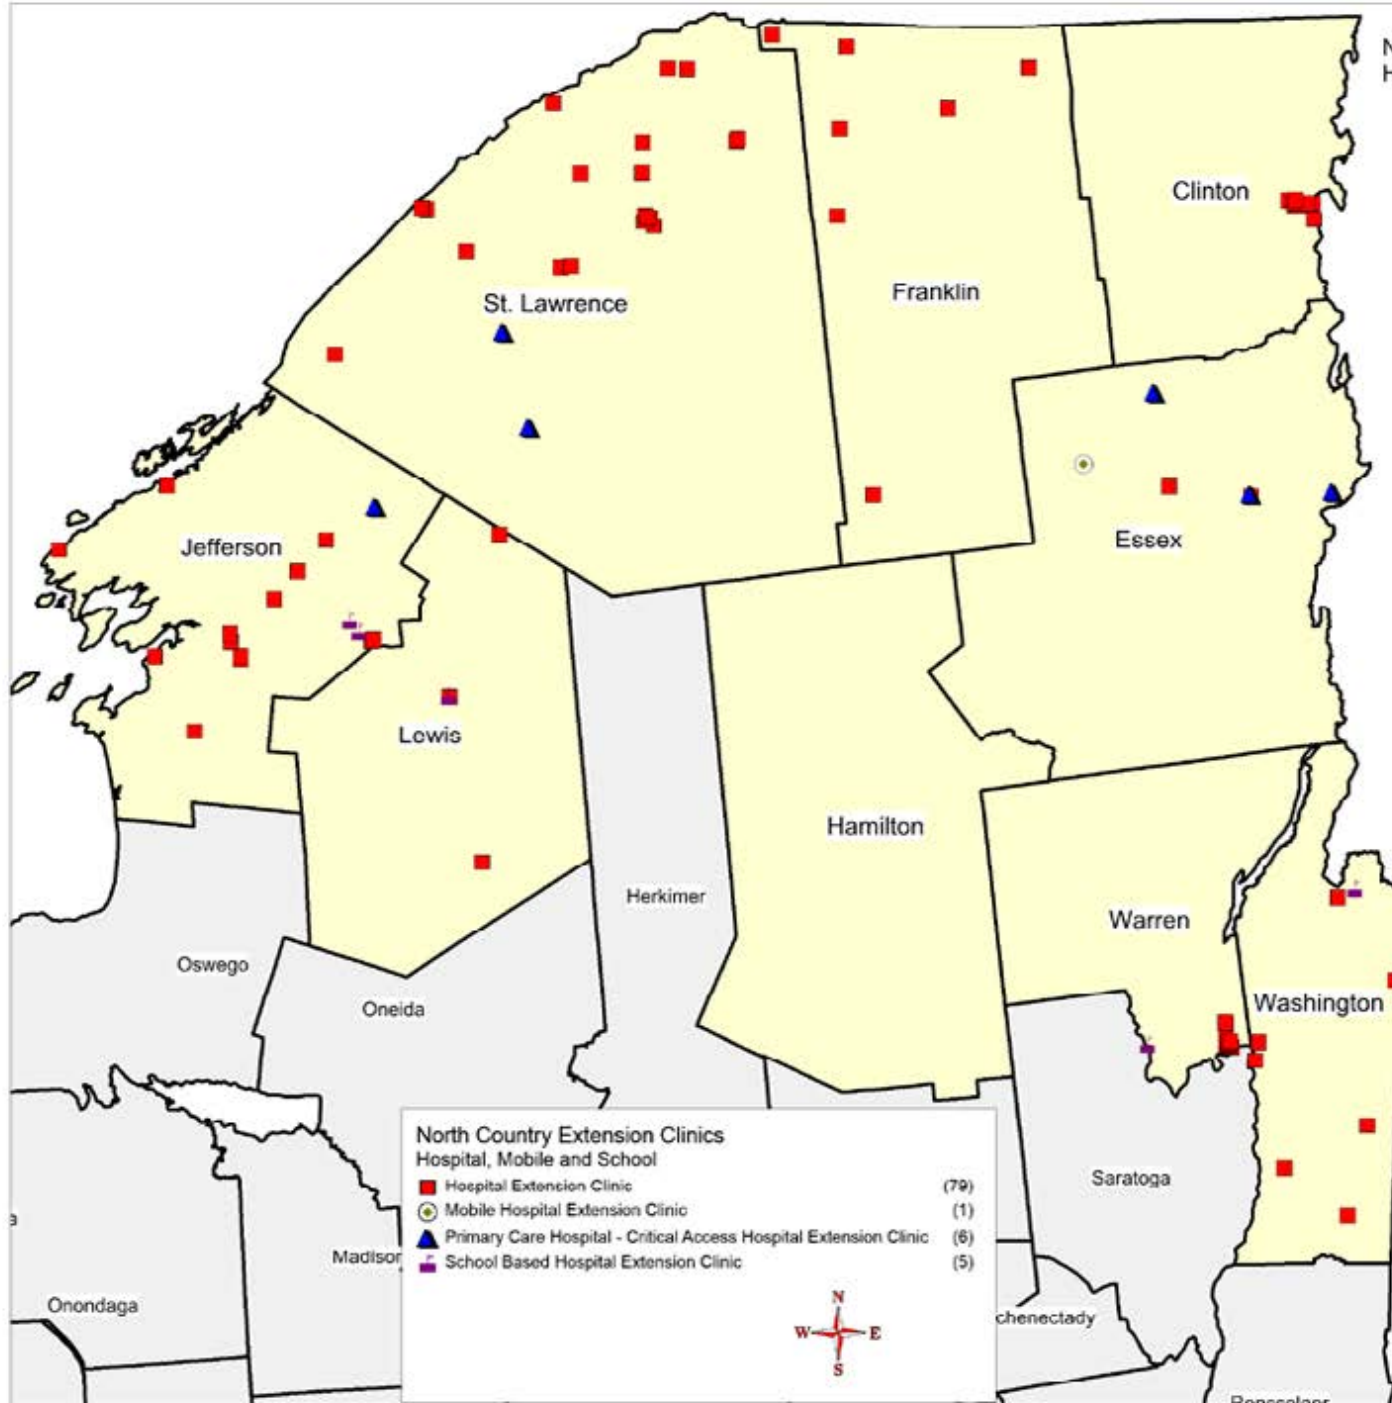 N
H
Clinton
Franklin
St. Lawrence
Essex
Jefferson
Lewis
Hamilton
Herkimer
Warren
Oswego
Washington
Oneida
North Country Extension Clinics
Hospital, Mobile and School
Hospital Extension Clinic (79)
Mobile Hospital Extension Clinic (1)
Primary Care Hospital - Critical Access Hospital Extension Clinic (6)
School Based Hospital Extension Clinic (5)
Saratoga
Madison
Onondaga
N
W E
S
chenectady